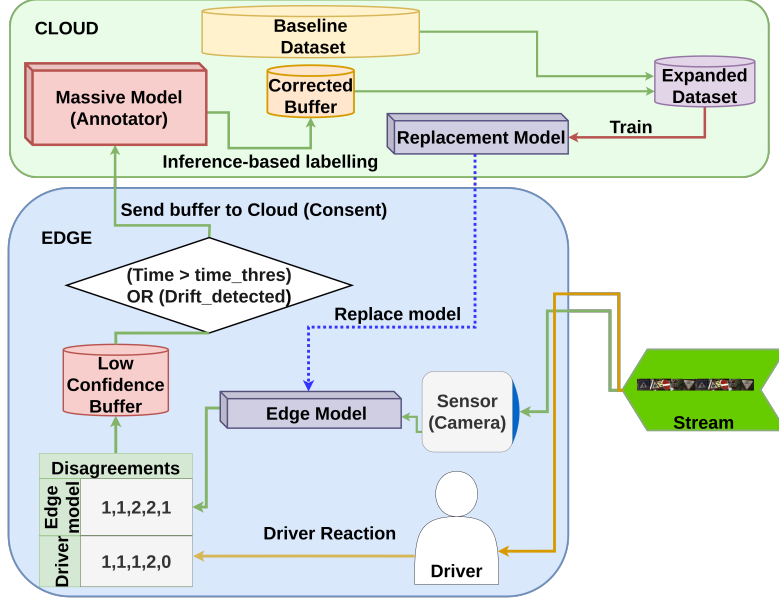 CLOUD
Baseline
Dataset
Massive Model
(Annotator)
Corrected
Buffer
Expanded
Dataset
Replacement Model
Train
Inference-based labelling
Send buffer to Cloud (Consent)
EDGE
(Time > time_thres)
OR (Drift_detected)
Replace model
Low
Confidence
Buffer
Edge Model
Sensor
(Camera)
Stream
Disagreements
Edge
model
1,1,2,2,1
Driver
1,1,1,2,0
Driver Reaction
Driver